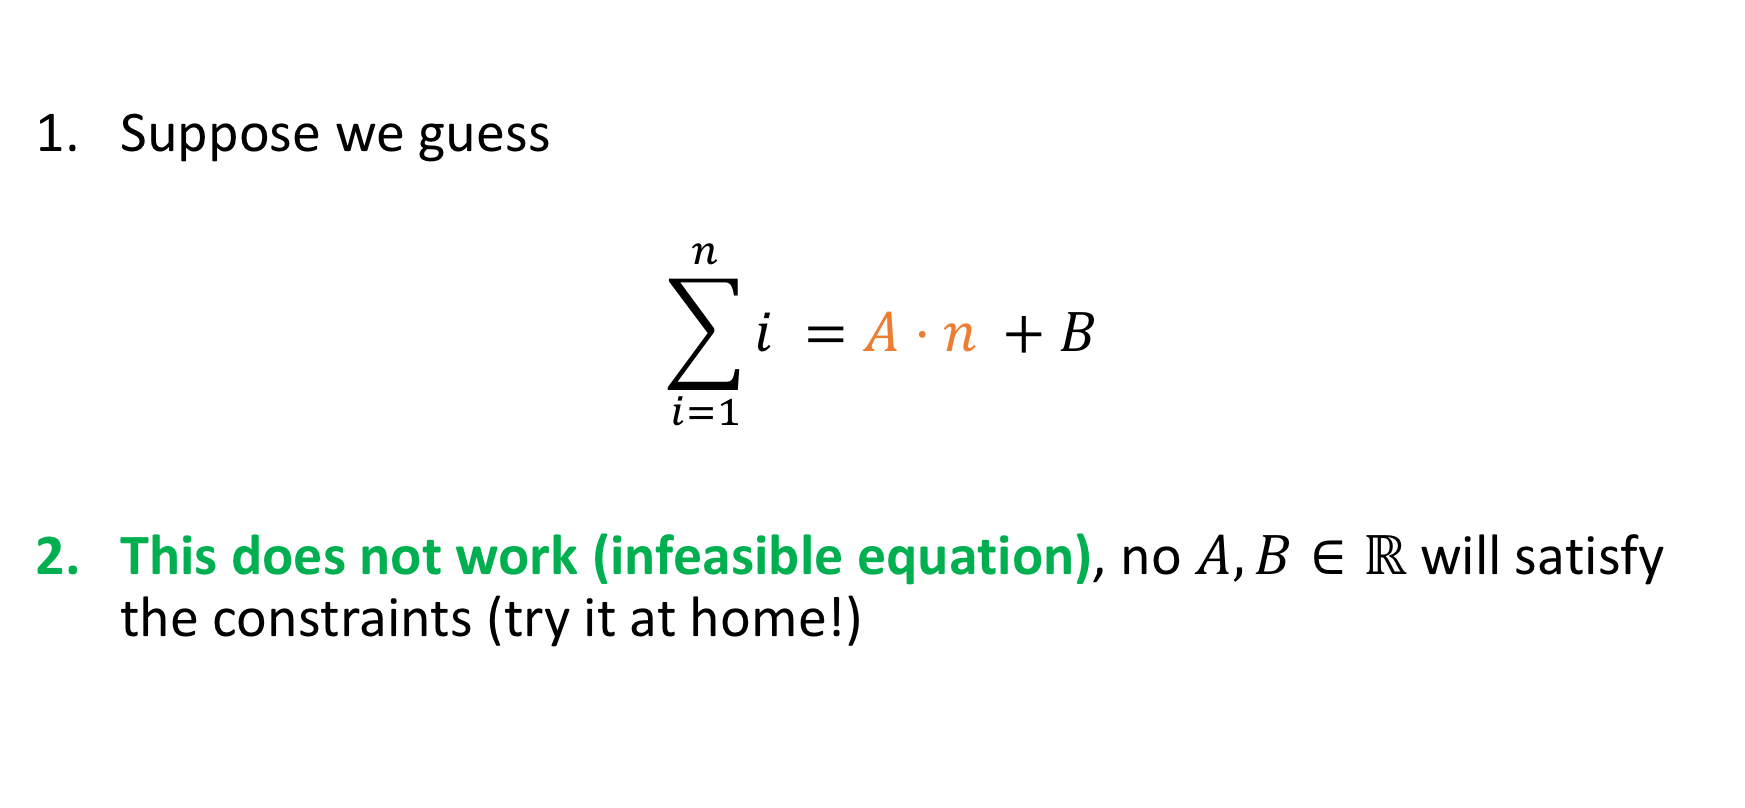 1. Suppose we guess
n
∑ i = A · n + B
i=1
2. This does not work (infeasible equation), no A, B ∈ ℝ will satisfy
the constraints (try it at home!)